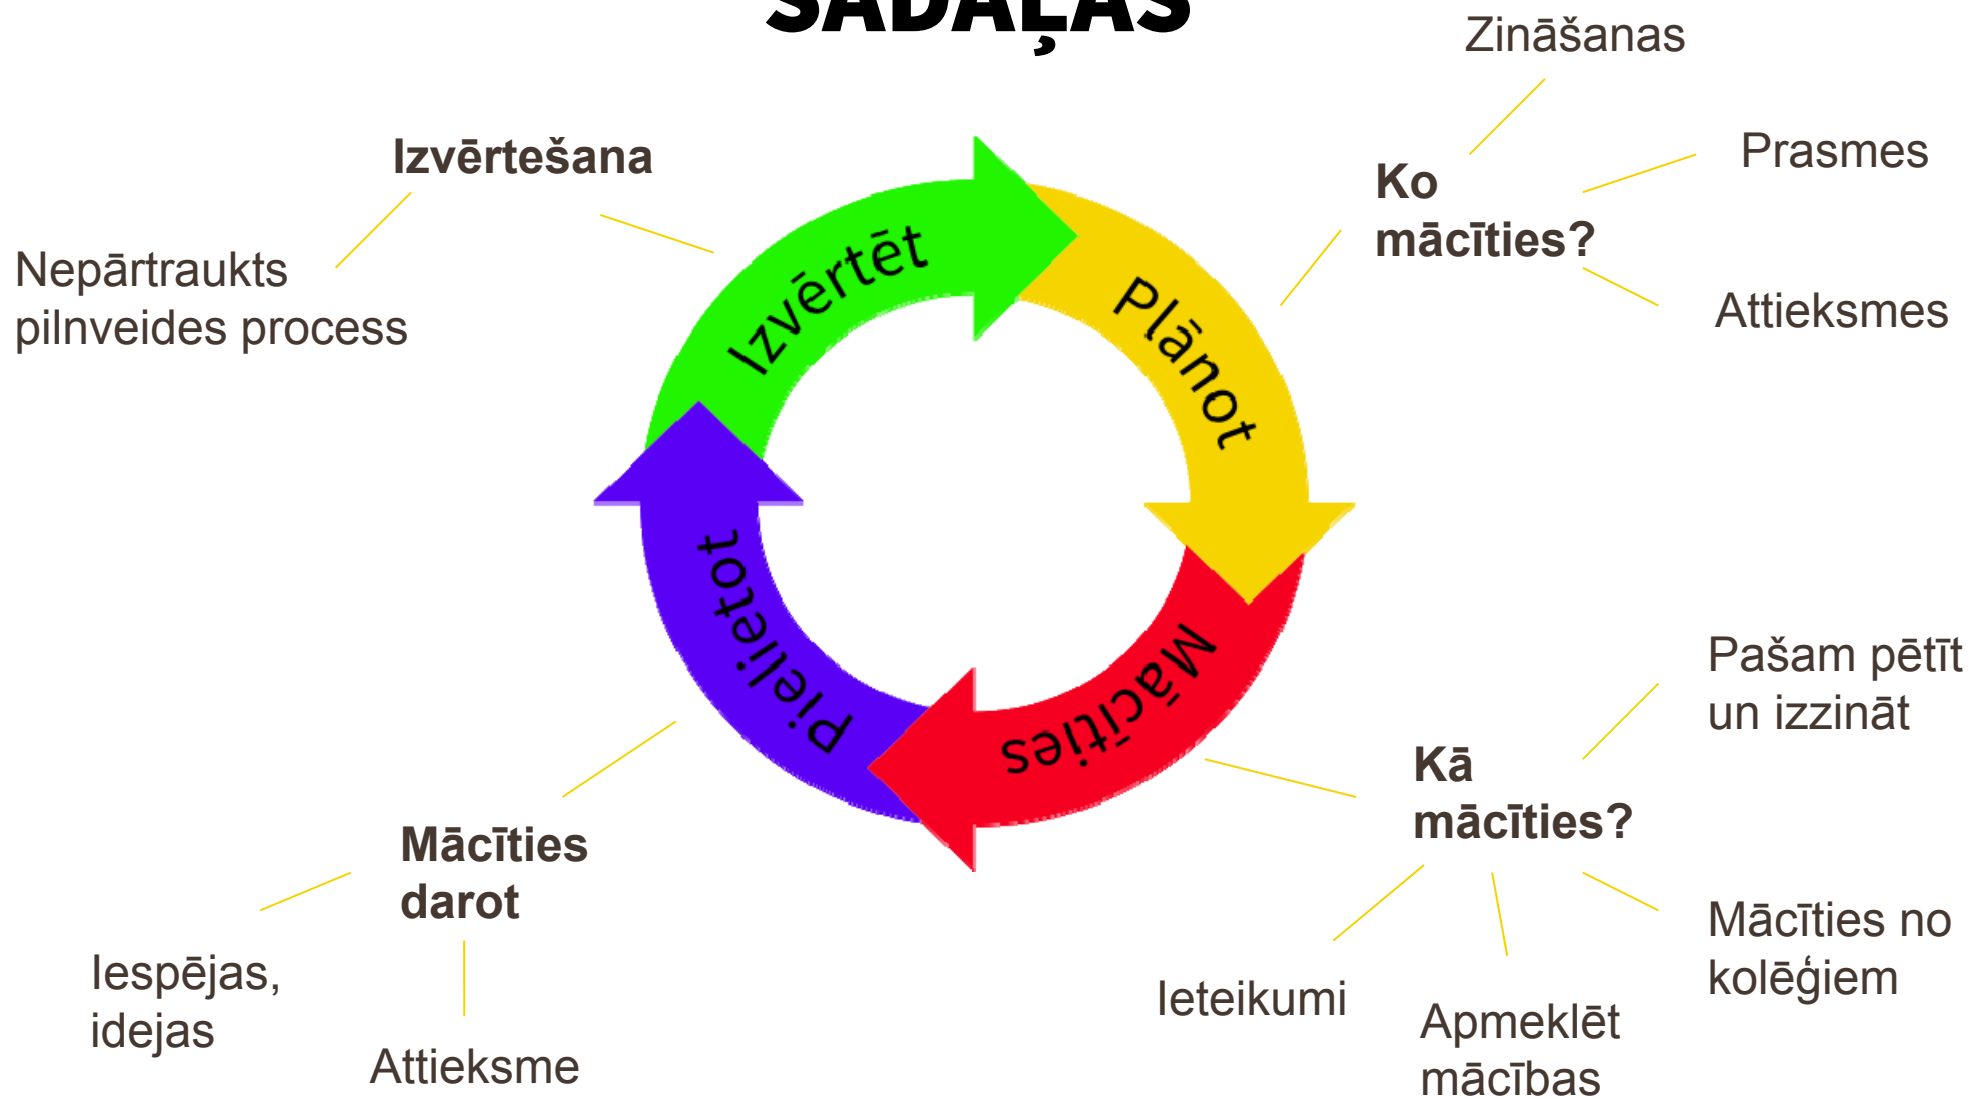 SADAĻAS
Zināšanas
Izvērtešana
Prasmes
Ko
mācīties?
Nepārtraukts
pilnveides process
Attieksmes
Izvērtēt
Plānot
Mācīties
Pielietot
Pašam pētīt
un izzināt
Kā
mācīties?
Mācīties
darot
Mācīties no
kolēģiem
Iespējas,
idejas
Ieteikumi
Apmeklēt
mācības
Attieksme